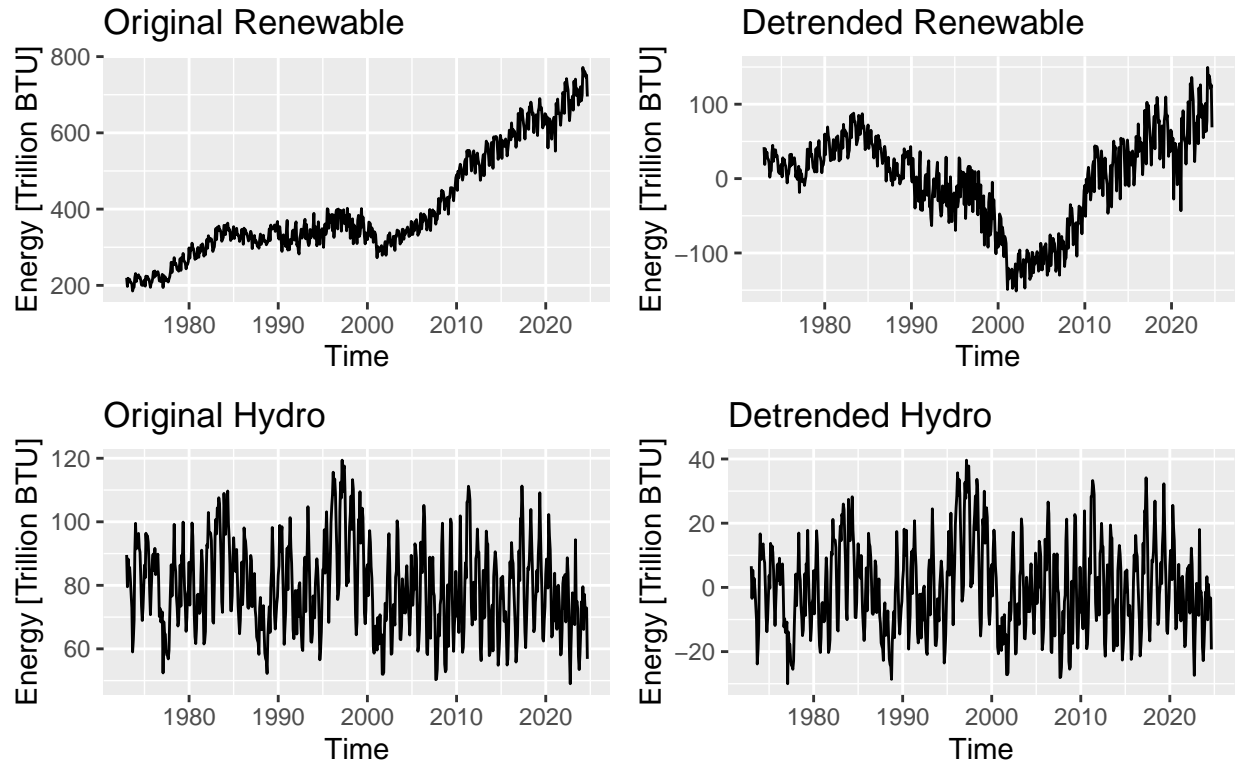 Original Renewable
Energy [Trillion BTU]
800
600
400
200
1980 1990 2000 2010 2020
Time
Detrended Renewable
Energy [Trillion BTU]
100
0
−100
1980 1990 2000 2010 2020
Time
Original Hydro
Energy [Trillion BTU]
120
100
80
60
1980 1990 2000 2010 2020
Time
Detrended Hydro
Energy [Trillion BTU]
40
20
0
−20
1980 1990 2000 2010 2020
Time